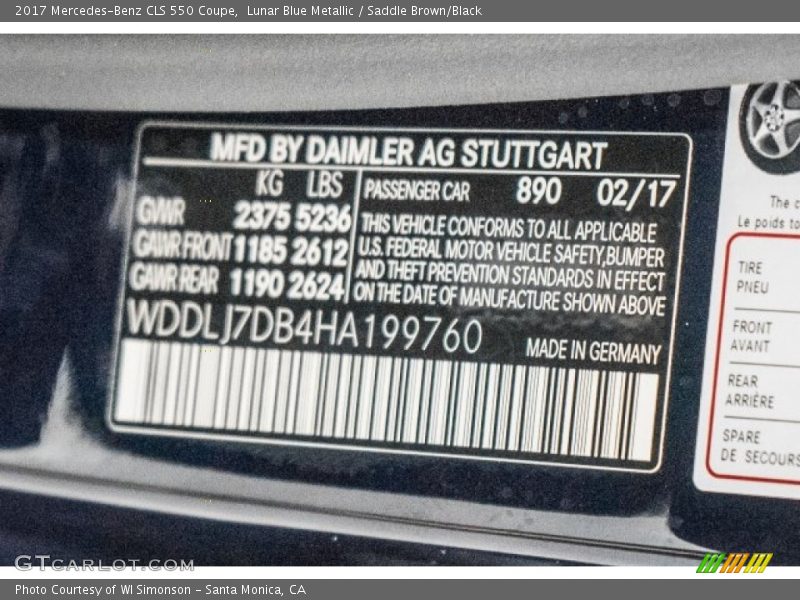 2017 Mercedes-Benz CLS 550 Coupe,  Lunar Blue Metallic / Saddle Brown/Black
MFD BY DAIMLER AG STUTTGART
KG LBS
GWR 2375 5236
GAWR FRONT 1185 2612
GAWR REAR 1190 2624
PASSENGER CAR 890 02/17
THIS VEHICLE CONFORMS TO ALL APPLICABLE
U.S. FEDERAL MOTOR VEHICLE SAFETY, BUMPER
AND THEFT PREVENTION STANDARDS IN EFFECT
ON THE DATE OF MANUFACTURE SHOWN ABOVE
WDDLJ7DB4HA199760
MADE IN GERMANY
The
Le poids
TIRE
PNEU
FRONT
AVANT
REAR
ARRIÈRE
SPARE
DE SECOURS
GTCarLot.com
Photo Courtesy of WI Simonson - Santa Monica, CA